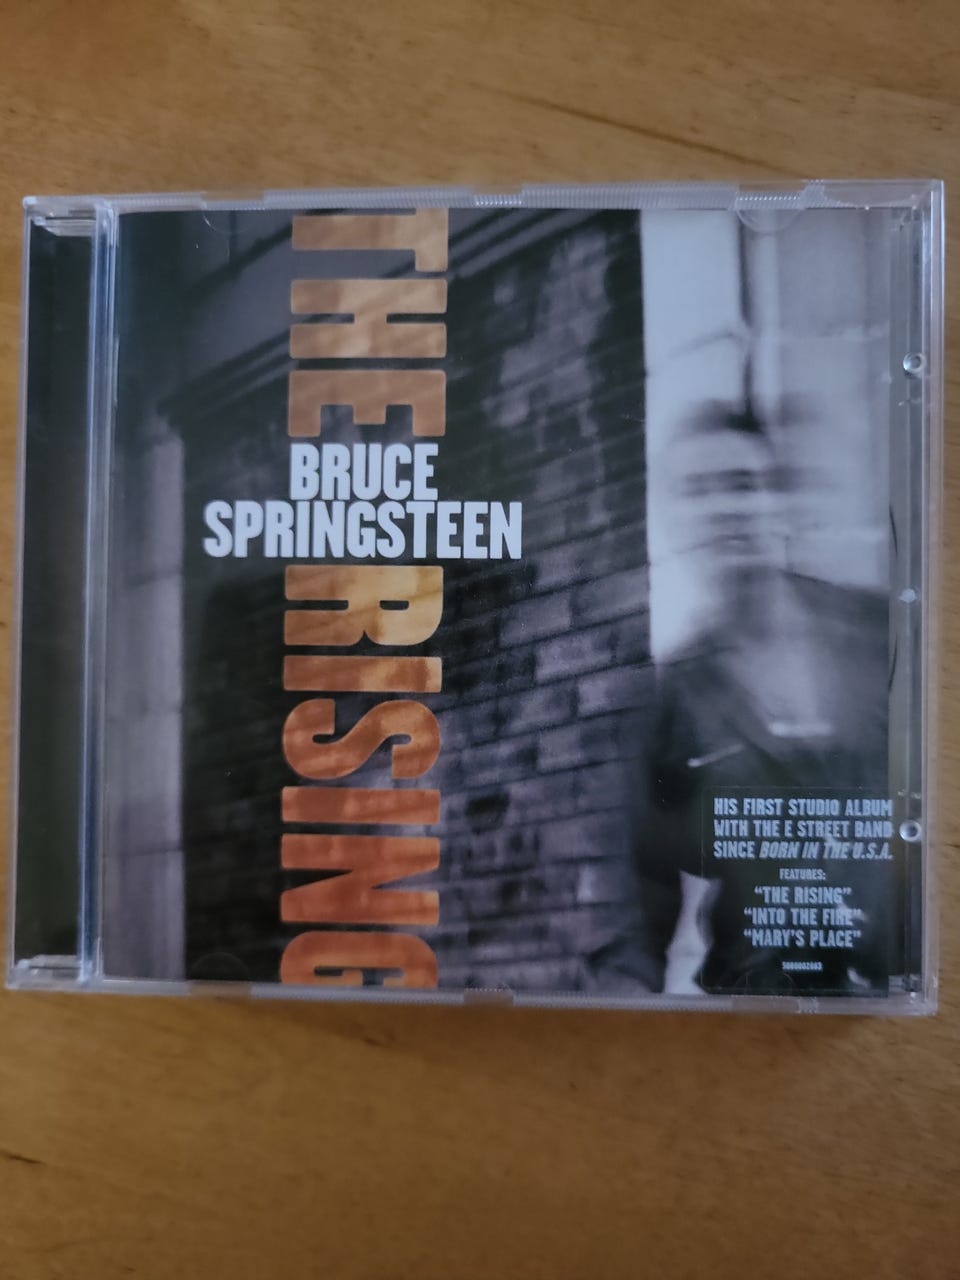 THE
BRUCE
SPRINGSTEEN
RISING
HIS FIRST STUDIO ALBUM
WITH THE E STREET BAND
SINCE BORN IN THE U.S.A.
FEATURES:
"THE RISING"
"INTO THE FIRE"
"MARY'S PLACE"